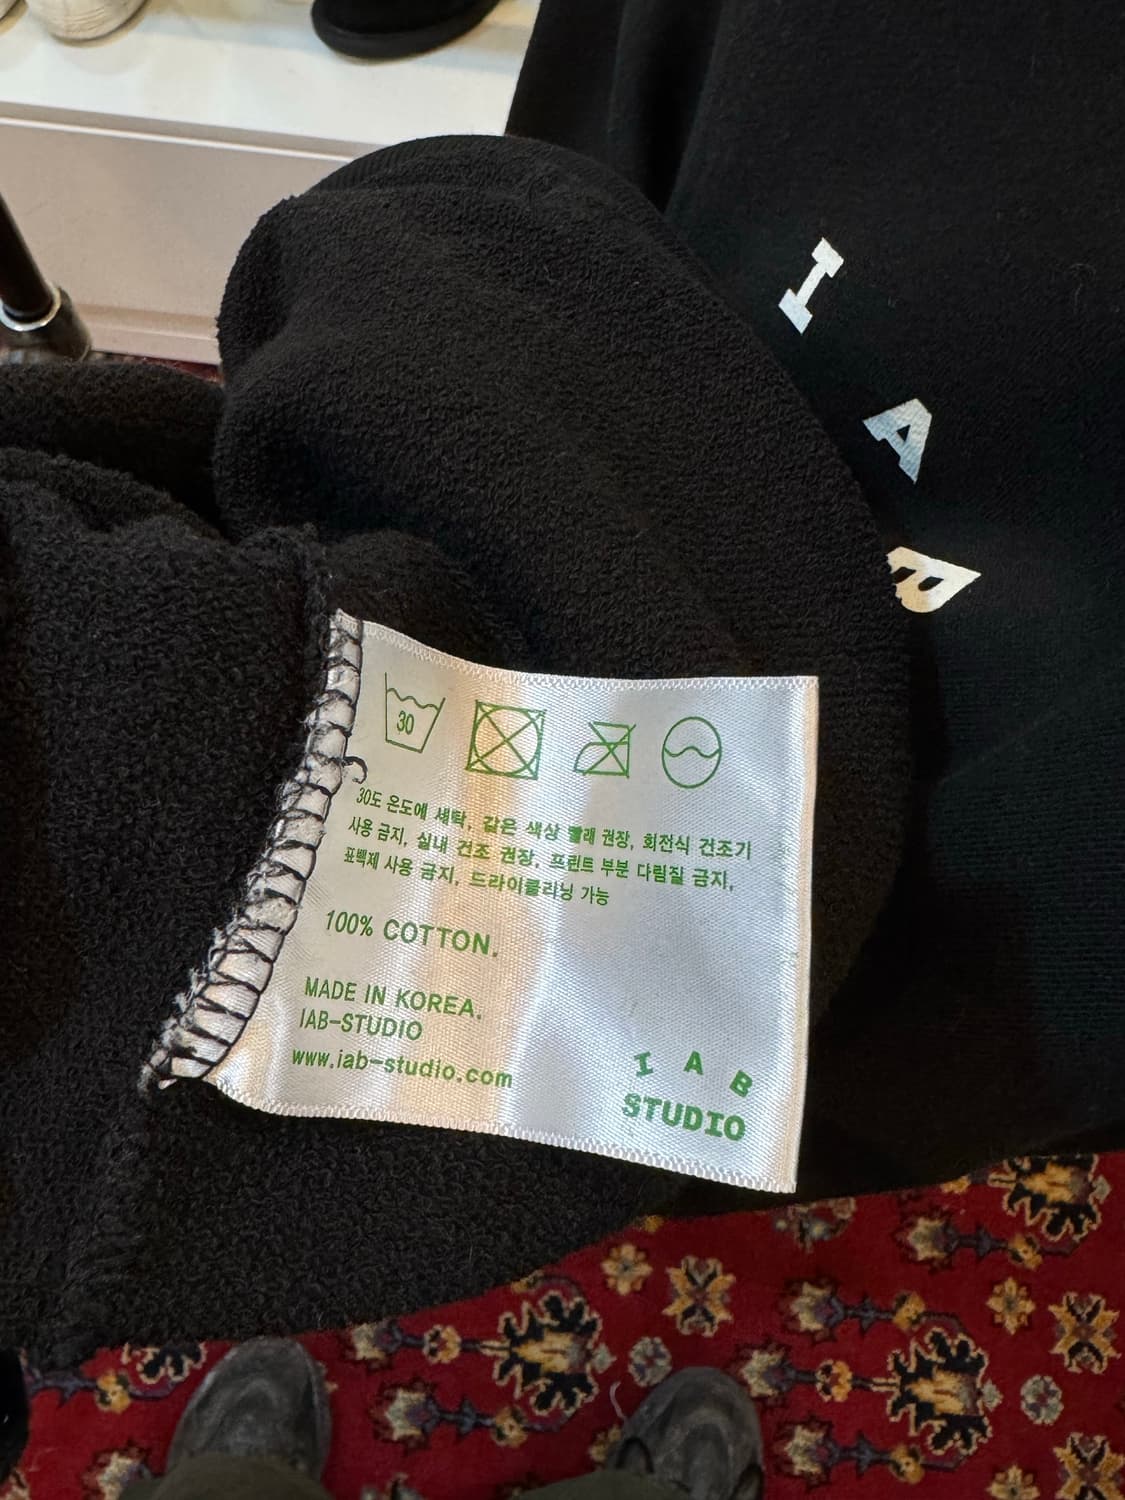 I
A
B
30
30도 온도에 세탁, 같은 색상 빨래 권장, 회전식 건조기
사용 금지, 실내 건조 권장, 프린트 부분 다림질 금지,
표백제 사용 금지, 드라이클리닝 가능
100% COTTON.
MADE IN KOREA.
IAB-STUDIO
www.iab-studio.com
I A B
STUDIO